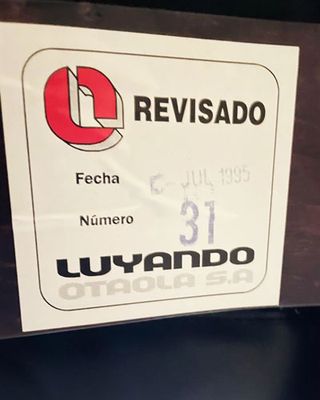 REVISADO
Fecha JUL 1995
Número 31
LUYANDO
OTAOLA S.A